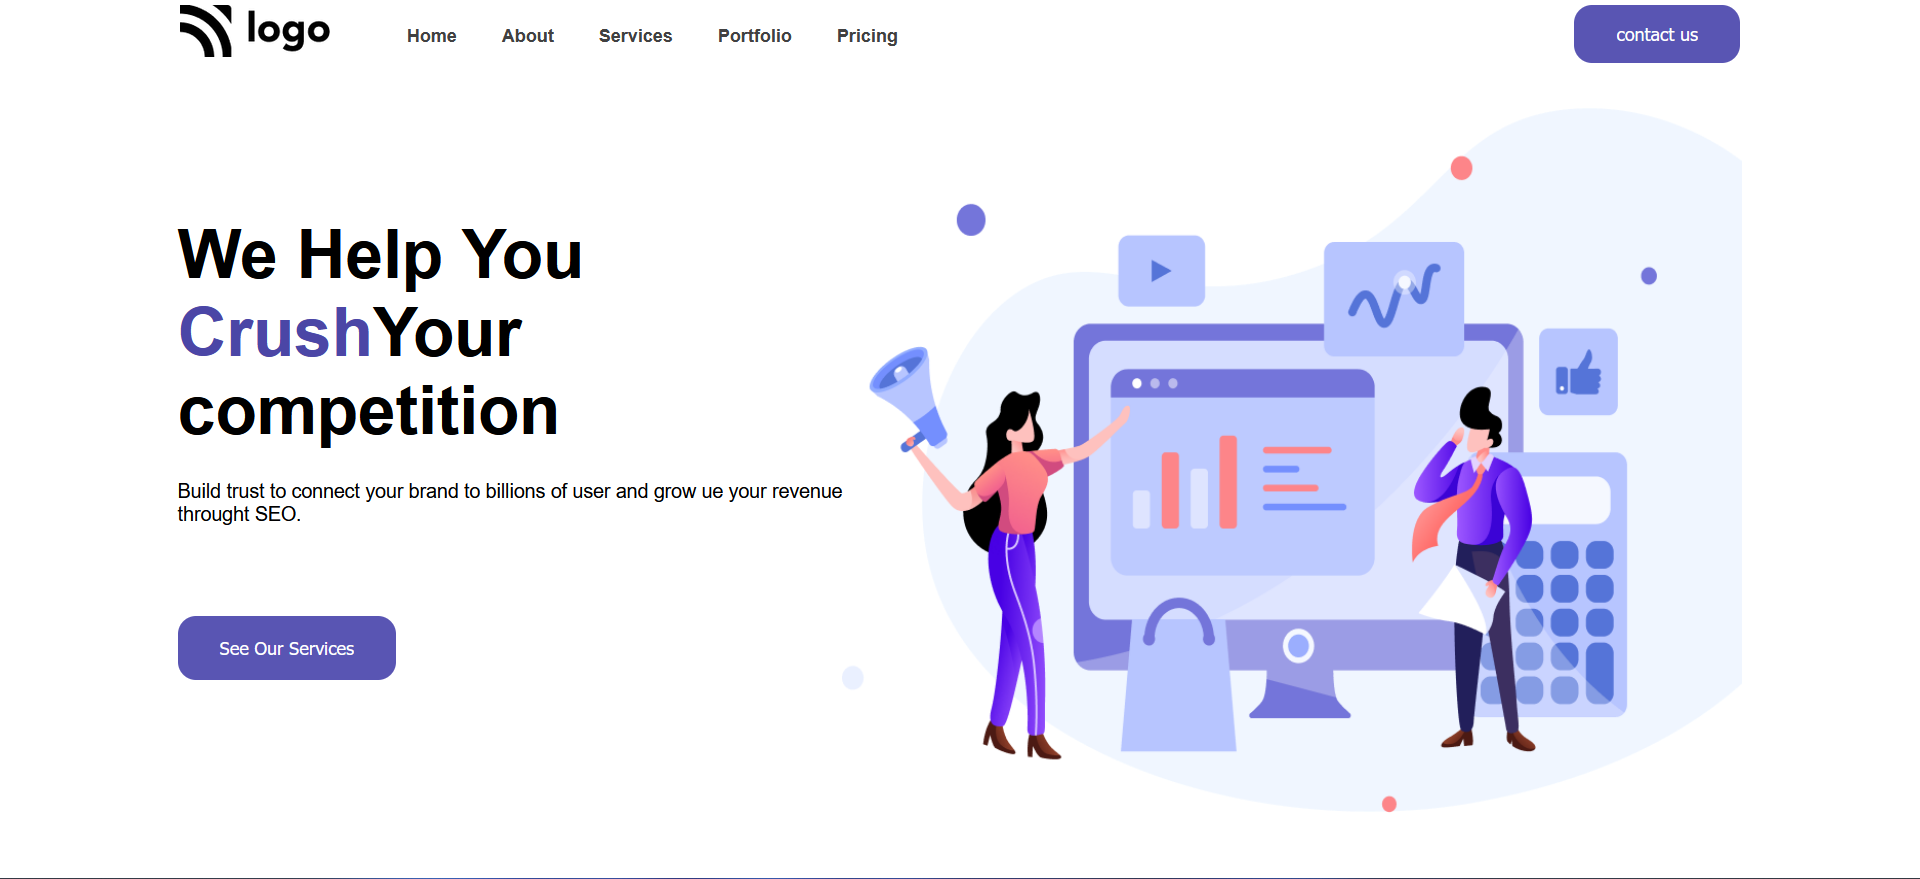 logo
Home About Services Portfolio Pricing
contact us
We Help You
CrushYour
competition
Build trust to connect your brand to billions of user and grow ue your revenue
throught SEO.
See Our Services